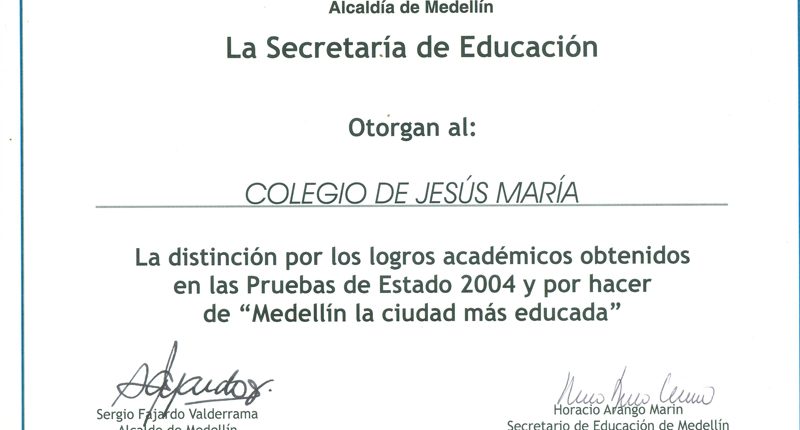 Alcaldía de Medellín
La Secretaría de Educación
Otorgan al:
COLEGIO DE JESÚS MARÍA
La distinción por los logros académicos obtenidos
en las Pruebas de Estado 2004 y por hacer
de “Medellín la ciudad más educada”
Sergio Fajardo Valderrama
Horacio Arango Marin
Alcalde de Medellín
Secretario de Educación de Medellín